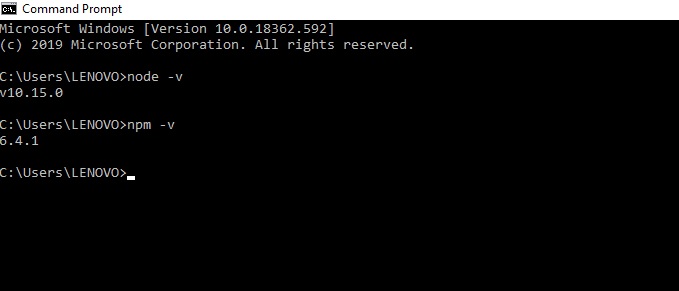 Command Prompt
Microsoft Windows [Version 10.0.18362.592]
(c) 2019 Microsoft Corporation. All rights reserved.
C:\Users\LENOVO>node -v
v10.15.0
C:\Users\LENOVO>npm -v
6.4.1
C:\Users\LENOVO>